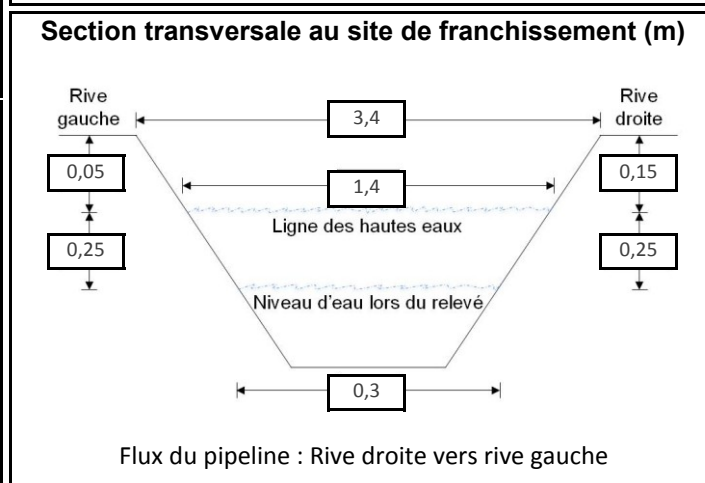 Section transversale au site de franchissement (m)
Rive
gauche
3,4
Rive
droite
0,05
1,4
0,15
Ligne des hautes eaux
0,25
0,25
Niveau d'eau lors du relevé
0,3
Flux du pipeline : Rive droite vers rive gauche